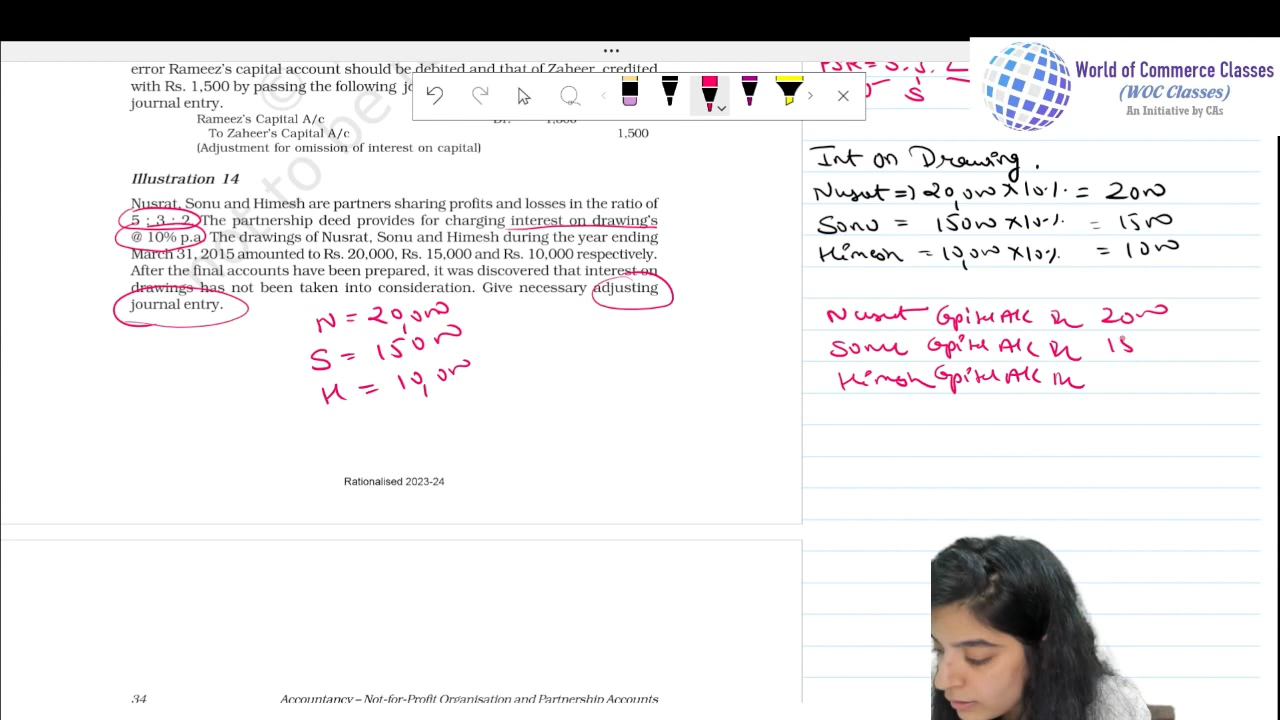 error Rameez's capital account should be debited and that of Zaheer, credited
with Rs. 1,500 by passing the following
journal entry.
Rameez's Capital A/c Dr. 1,500
To Zaheer's Capital A/c 1,500
(Adjustment for omission of interest on capital)
Illustration 14
Nusrat, Sonu and Himesh are partners sharing profits and losses in the ratio of
5 : 3 : 2. The partnership deed provides for charging interest on drawing's
@ 10% p.a. The drawings of Nusrat, Sonu and Himesh during the year ending
March 31, 2015 amounted to Rs. 20,000, Rs. 15,000 and Rs. 10,000 respectively.
After the final accounts have been prepared, it was discovered that interest on
drawings has not been taken into consideration. Give necessary adjusting
journal entry.
N = 20,000
S = 15000
H = 10,000
Rationalised 2023-24
34 Accountancy – Not-for-Profit Organisation and Partnership Accounts
©
not to be
World of Commerce Classes
(WOC Classes)
An Initiative by CAs
S
Int on Drawing.
Nusrat => 20,000 X 10% = 2000
Sonu = 15000 X 10% = 1500
Himesh = 10,000 X 10% = 1000
Nusrat Capital A/c Dr 2000
Sonu Capital A/c Dr 15
Himesh Capital A/c Dr